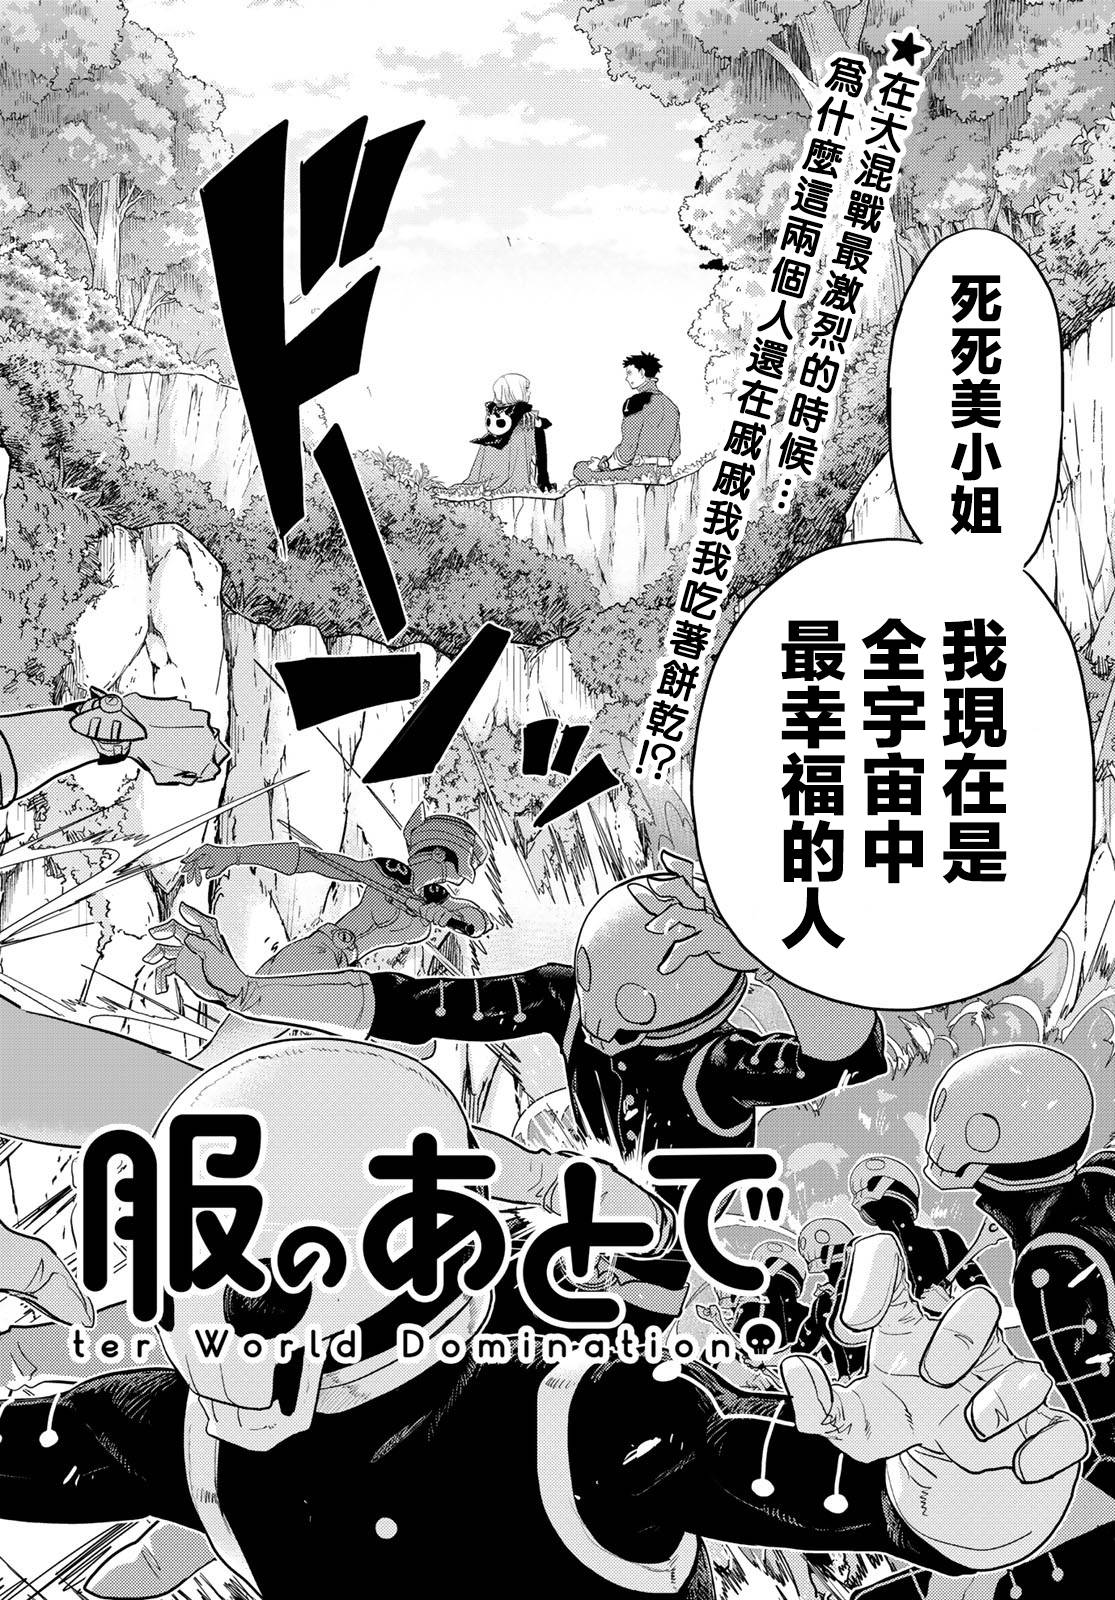 ★在大混戰最激烈的時候…
爲什麼這兩個人還在戚戚我我吃著餅乾!?
死死美小姐
我現在是
全宇宙中
最幸福的人
ドーン
服のあとで
ter World Domination